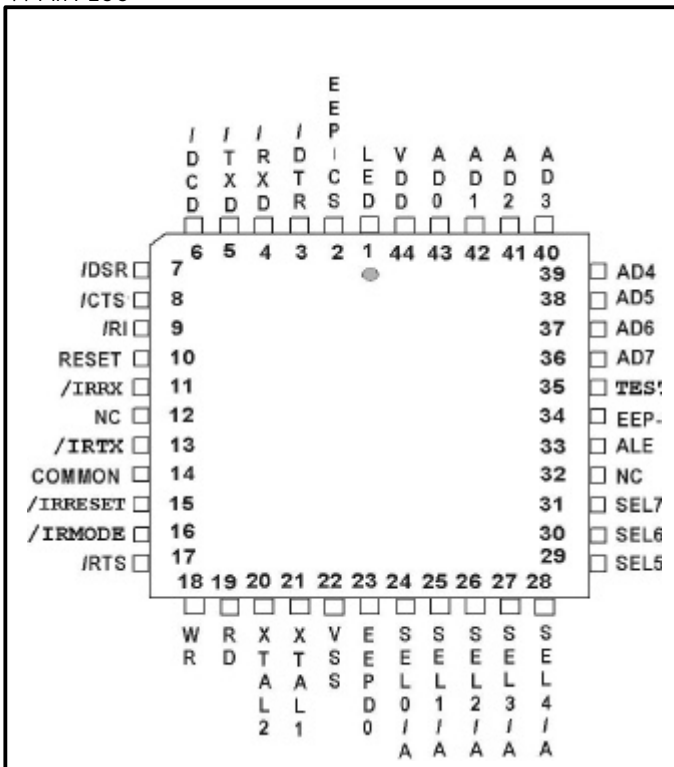 /DCD /TXD /RXD /DTR EEPICS LED VDD AD0 AD1 AD2 AD3
6 5 4 3 2 1 44 43 42 41 40
/DSR 7 39 AD4
/CTS 8 38 AD5
/RI 9 37 AD6
RESET 10 36 AD7
/IRRX 11 35 TEST
NC 12 34 EEP-
/IRTX 13 33 ALE
COMMON 14 32 NC
/IRRESET 15 31 SEL7
/IRMODE 16 30 SEL6
/RTS 17 29 SEL5
18 19 20 21 22 23 24 25 26 27 28
WR RD XTAL2 XTAL1 VSS EEPD0 SEL0/A SEL1/A SEL2/A SEL3/A SEL4/A